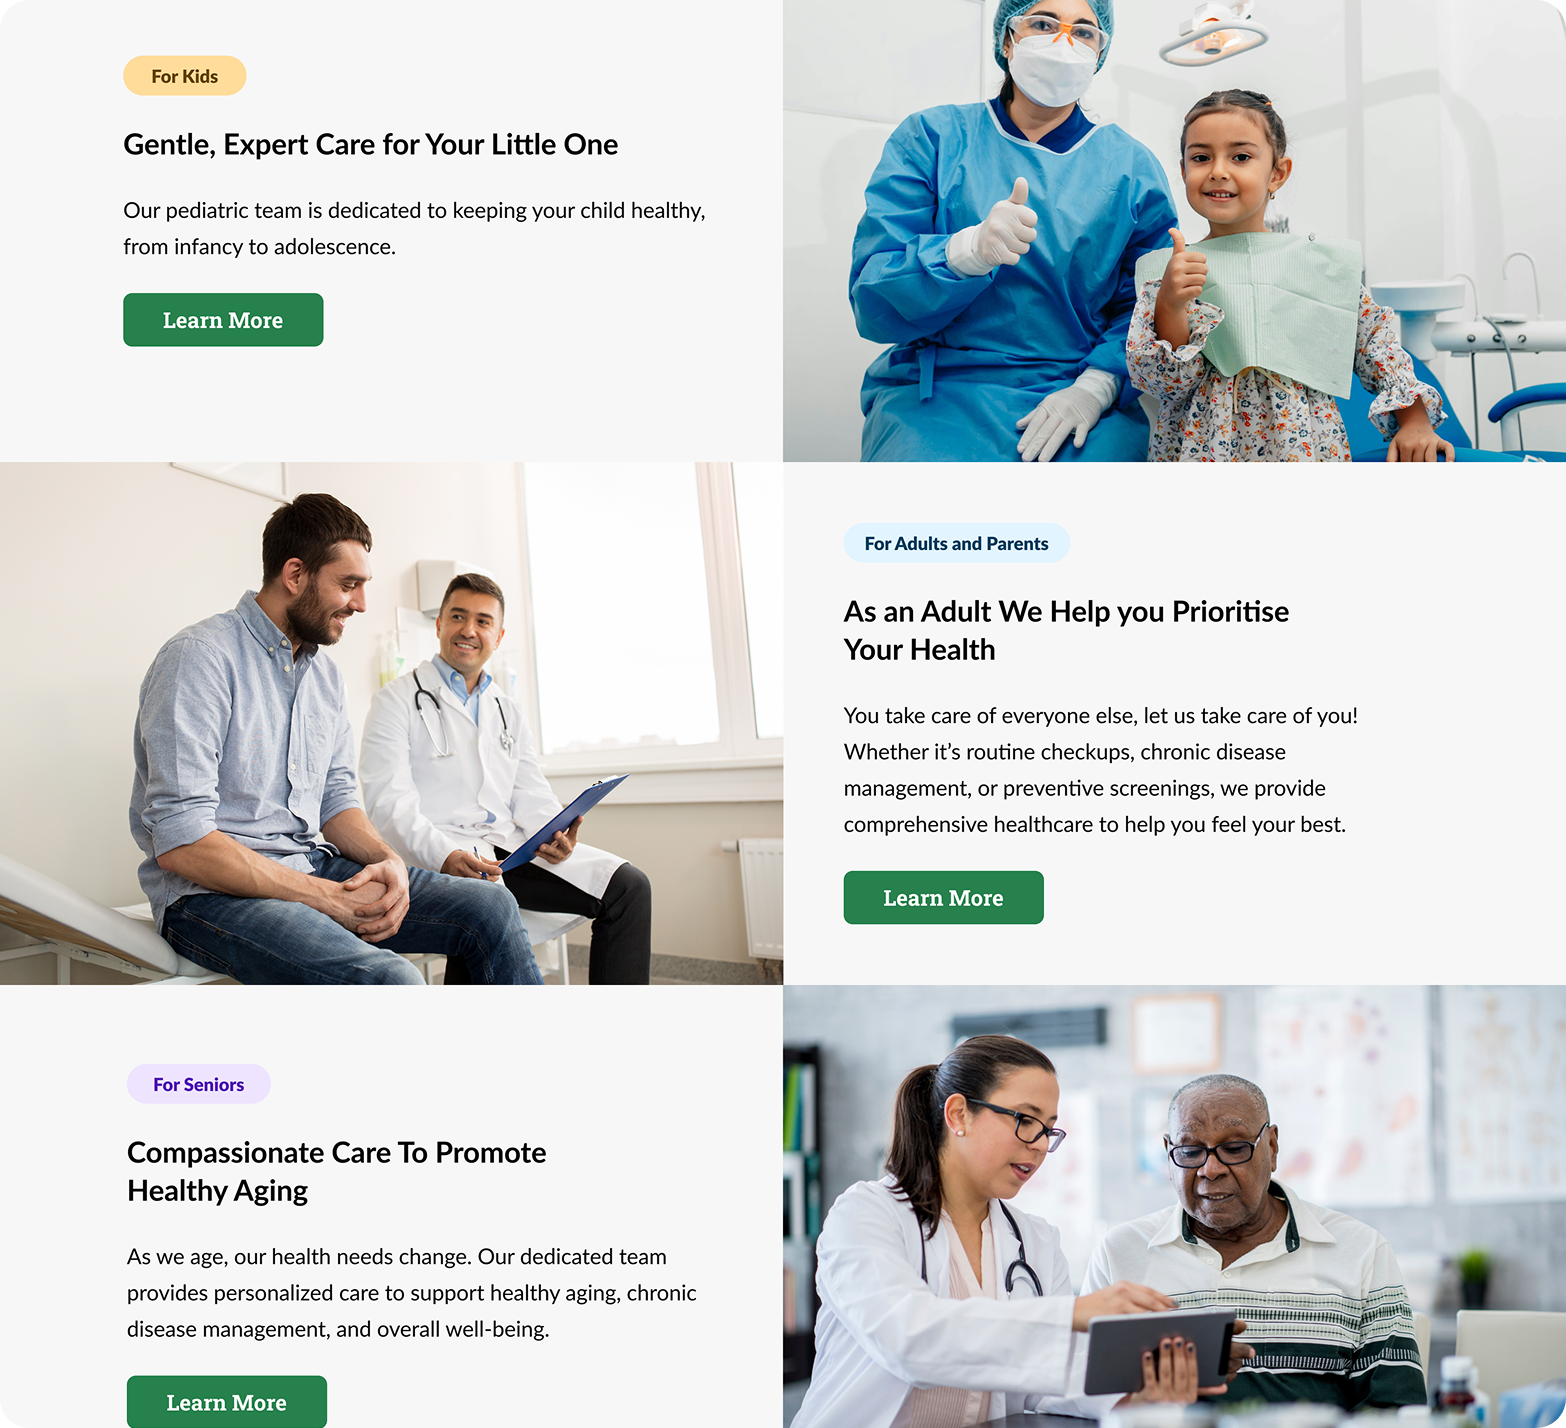 For Kids
Gentle, Expert Care for Your Little One
Our pediatric team is dedicated to keeping your child healthy,
from infancy to adolescence.
Learn More
For Adults and Parents
As an Adult We Help you Prioritise
Your Health
You take care of everyone else, let us take care of you!
Whether it’s routine checkups, chronic disease
management, or preventive screenings, we provide
comprehensive healthcare to help you feel your best.
Learn More
For Seniors
Compassionate Care To Promote
Healthy Aging
As we age, our health needs change. Our dedicated team
provides personalized care to support healthy aging, chronic
disease management, and overall well-being.
Learn More